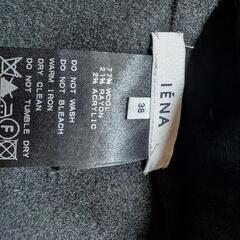 IÉNA
38
77% WOOL
21% RAYON
2% ACRYLIC
DO NOT WASH
DO NOT BLEACH
WARM IRON
DRY CLEAN
DO NOT TUMBLE DRY